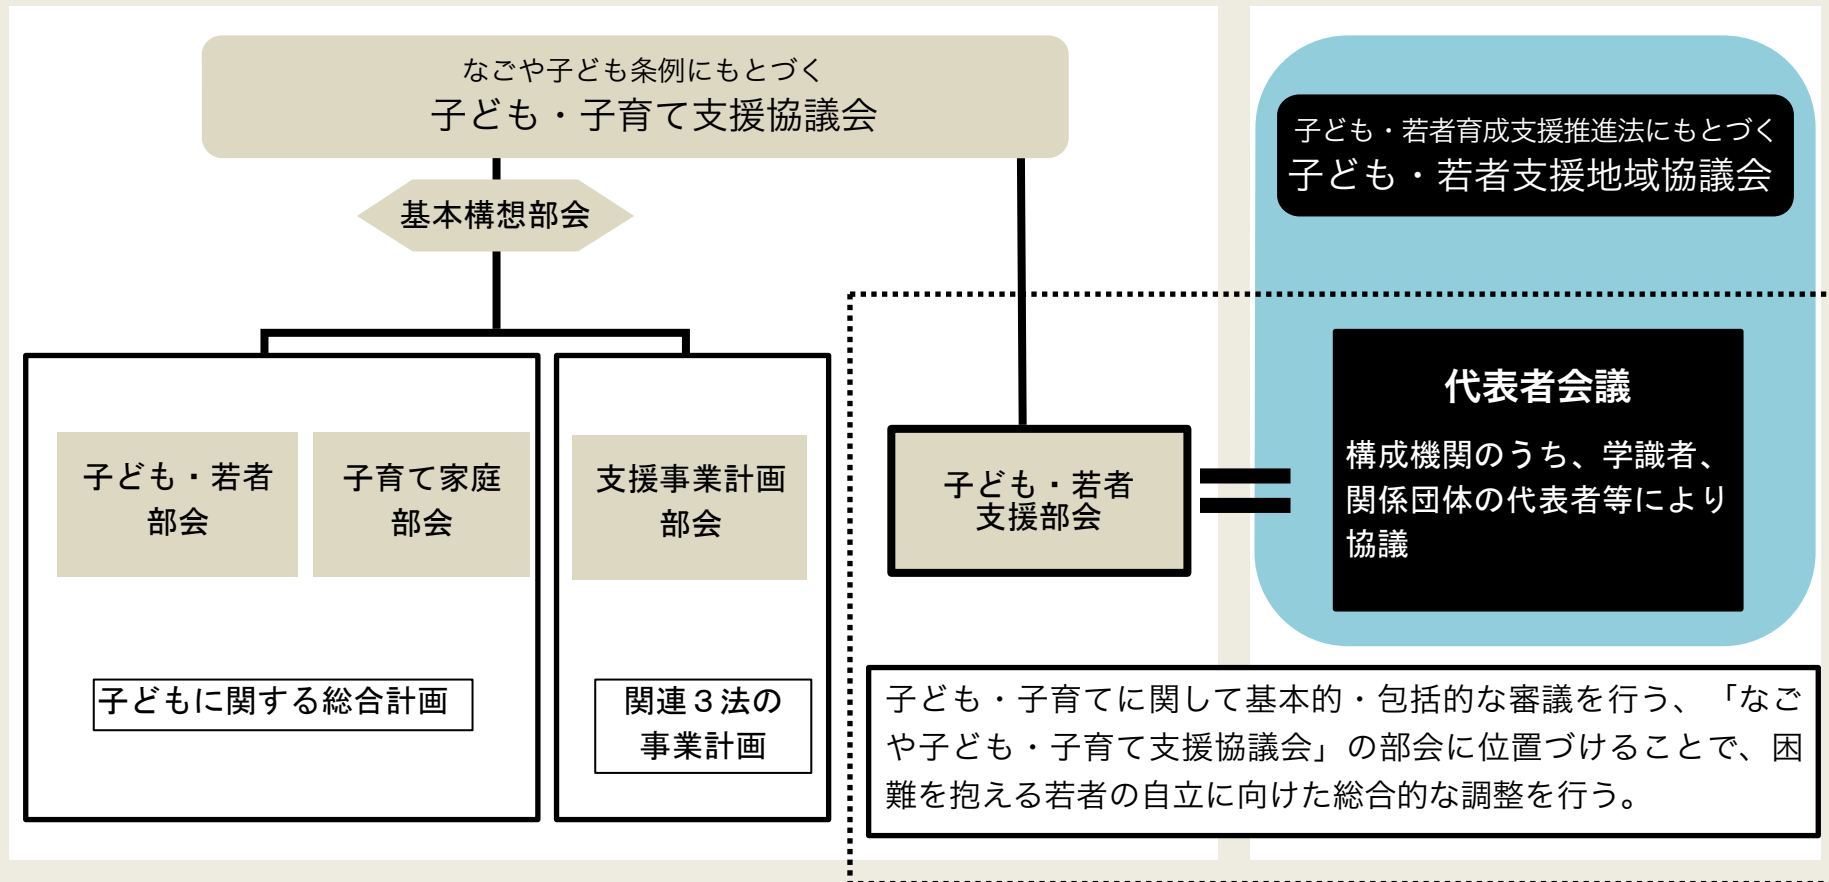 なごや子ども条例にもとづく
子ども・子育て支援協議会
基本構想部会
子ども・若者
部会
子育て家庭
部会
支援事業計画
部会
子どもに関する総合計画
関連３法の
事業計画
子ども・若者
支援部会
子ども・若者育成支援推進法にもとづく
子ども・若者支援地域協議会
代表者会議
構成機関のうち、学識者、
関係団体の代表者等により
協議
子ども・子育てに関して基本的・包括的な審議を行う、「なご
や子ども・子育て支援協議会」の部会に位置づけることで、困
難を抱える若者の自立に向けた総合的な調整を行う。